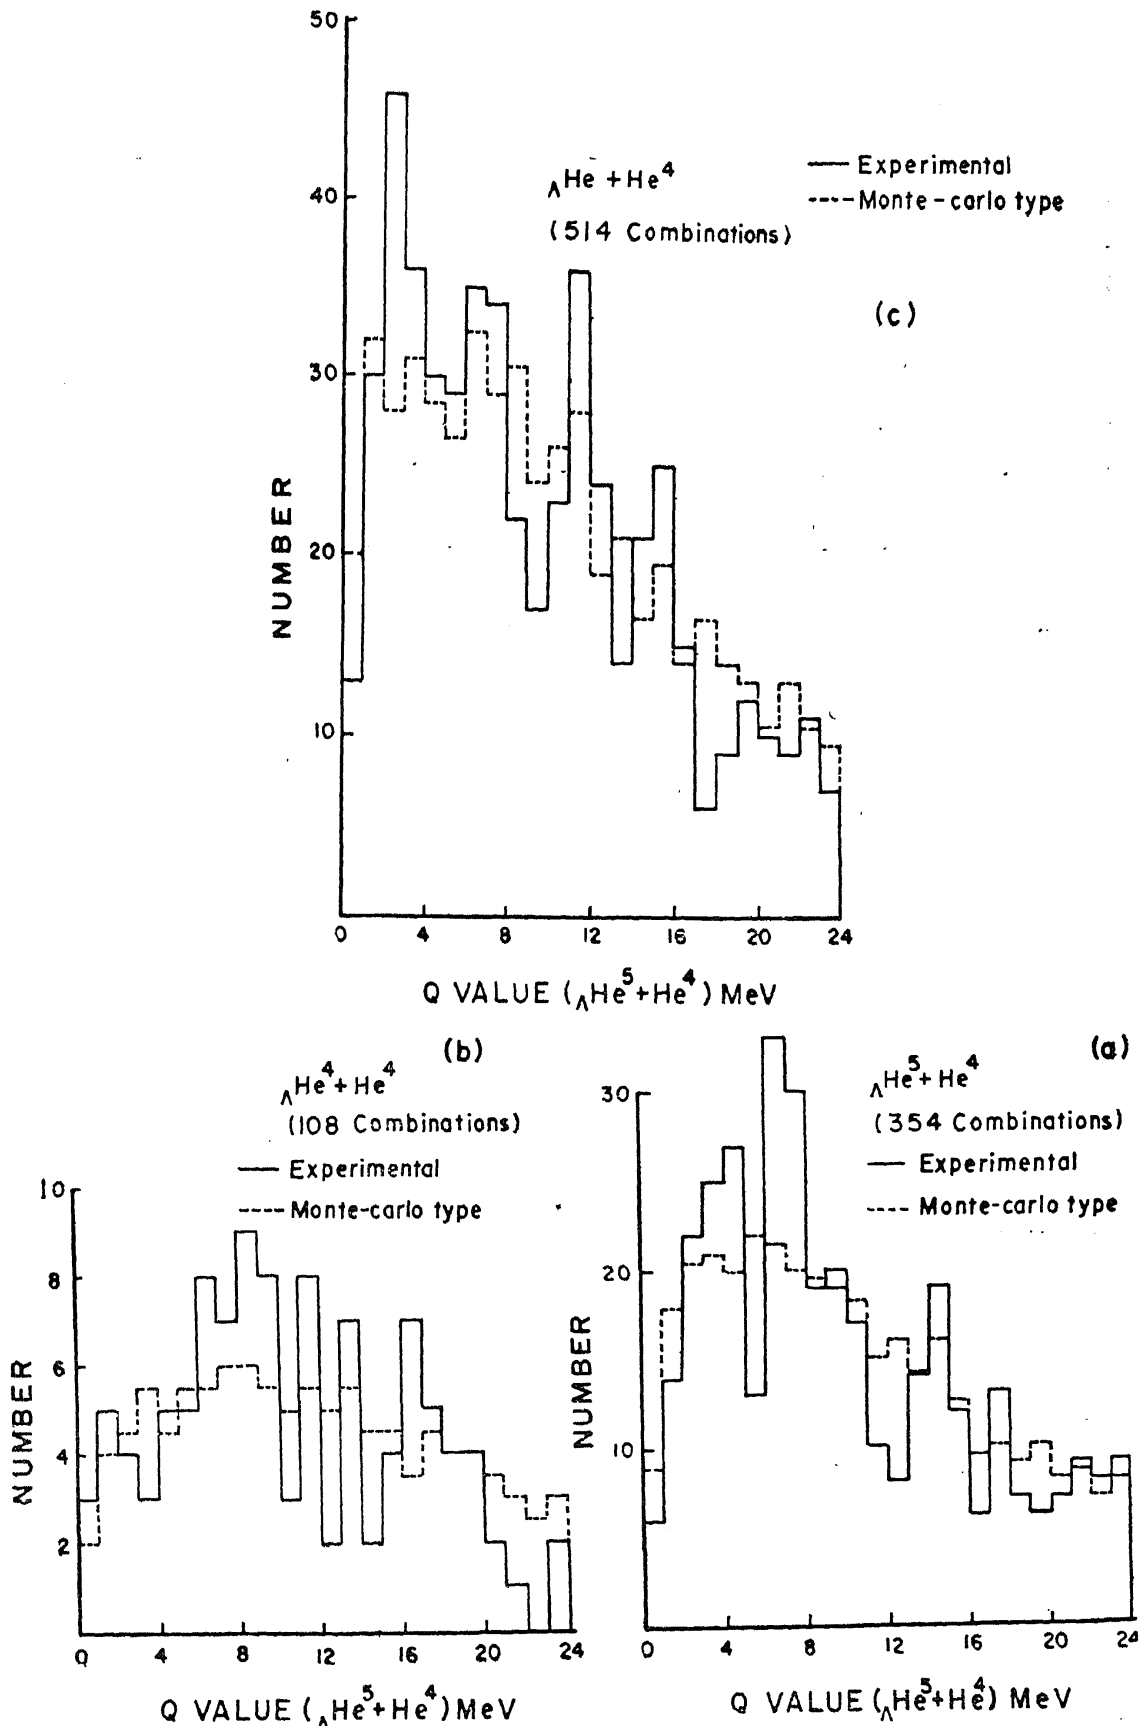 50
40
30
20
10
NUMBER
ΛHe + He⁴
(514 Combinations)
Experimental
Monte-carlo type
(c)
0 4 8 12 16 20 24
Q VALUE (ΛHe⁵+He⁴) MeV
(b)
ΛHe⁴+He⁴
(108 Combinations)
Experimental
Monte-carlo type
10
8
6
4
2
NUMBER
0 4 8 12 16 20 24
Q VALUE (ΛHe⁵+He⁴) MeV
(a)
ΛHe⁵+He⁴
(354 Combinations)
Experimental
Monte-carlo type
30
20
10
NUMBER
0 4 8 12 16 20 24
Q VALUE (ΛHe⁵+He⁴) MeV